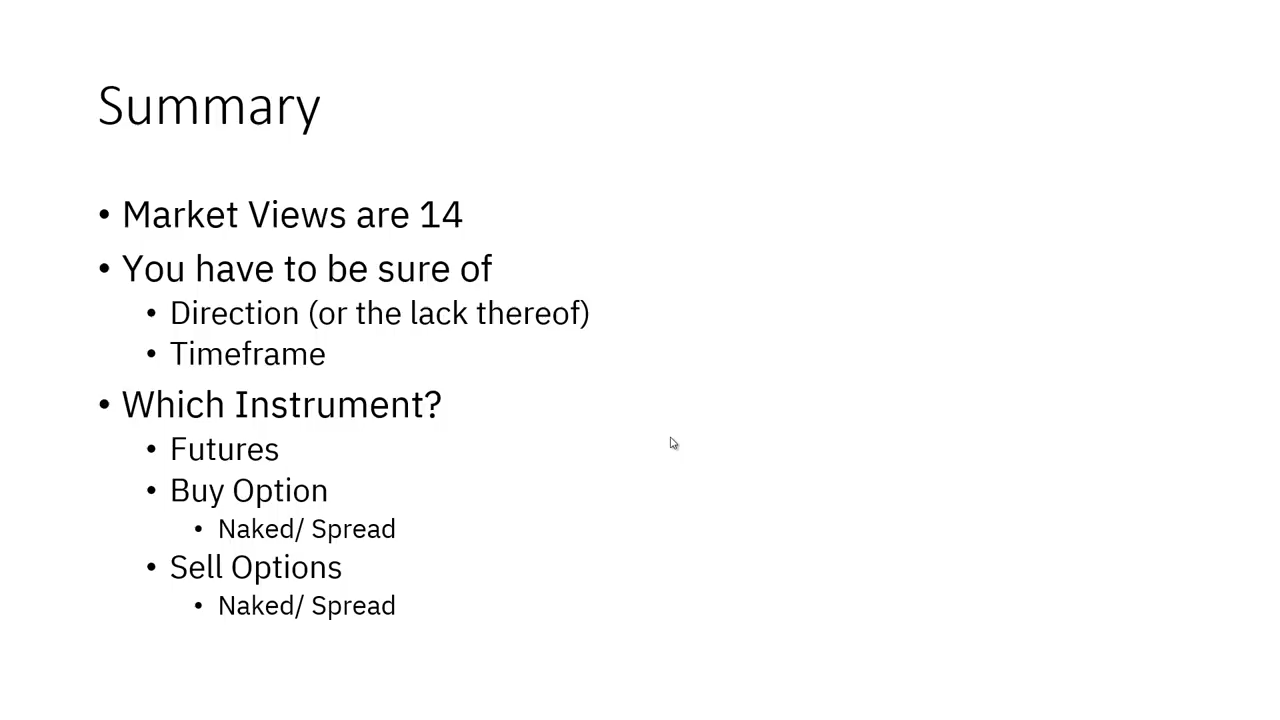 Summary
• Market Views are 14
• You have to be sure of
• Direction (or the lack thereof)
• Timeframe
• Which Instrument?
• Futures
• Buy Option
• Naked/ Spread
• Sell Options
• Naked/ Spread